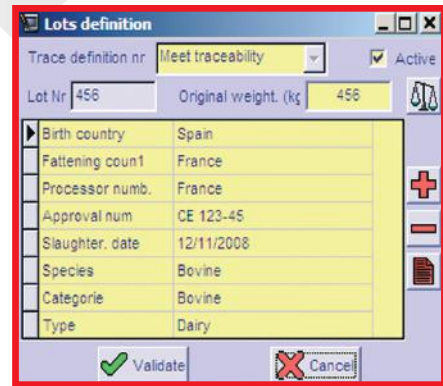 Lots definition
Trace definition nr Meet traceability Active
Lot Nr 456 Original weight. (kg 456
Birth country Spain
Fattening coun1 France
Processor numb. France
Approval num CE 123-45
Slaughter. date 12/11/2008
Species Bovine
Categorie Bovine
Type Dairy
Validate Cancel